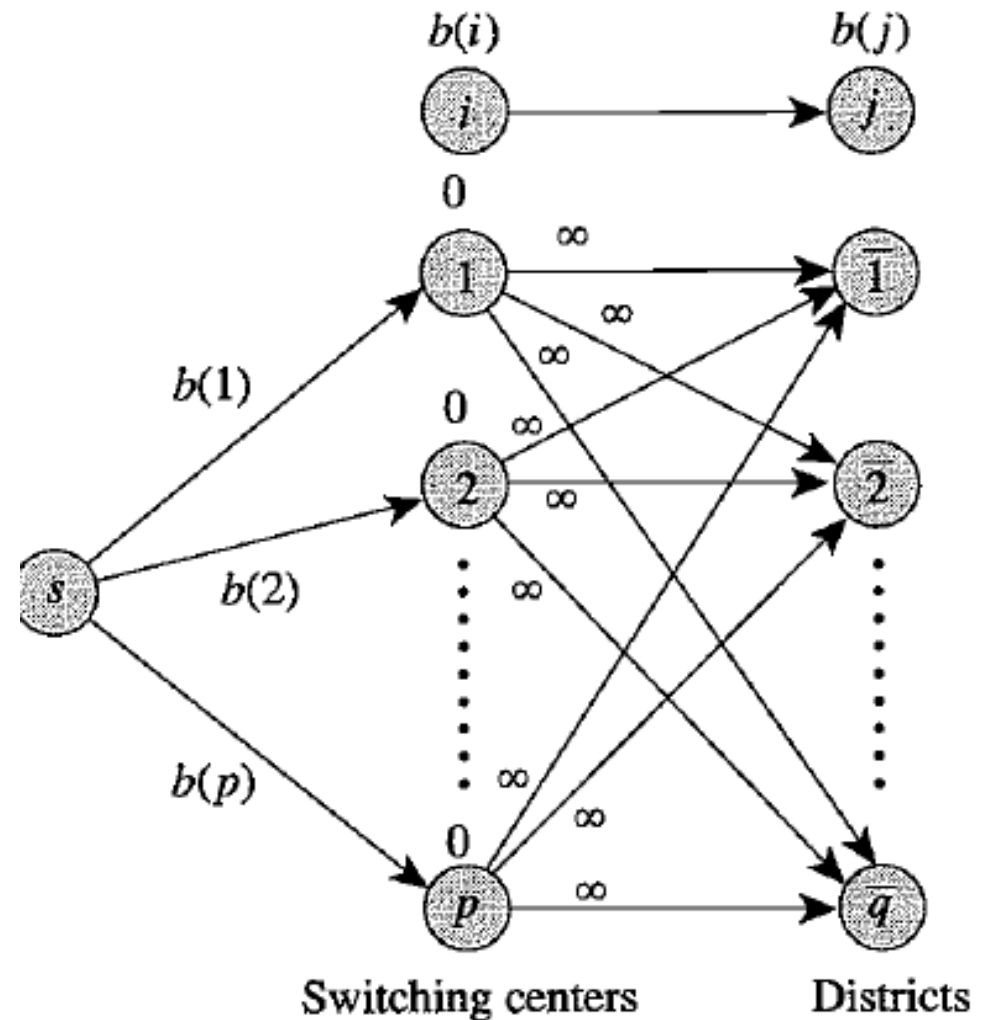 b(i) b(j)
i j
0
∞
1 1̅
∞
∞
b(1)
0
∞
2 2̅
∞
s
b(2) ∞
b(p)
∞
∞
0
∞
p q̅
Switching centers Districts